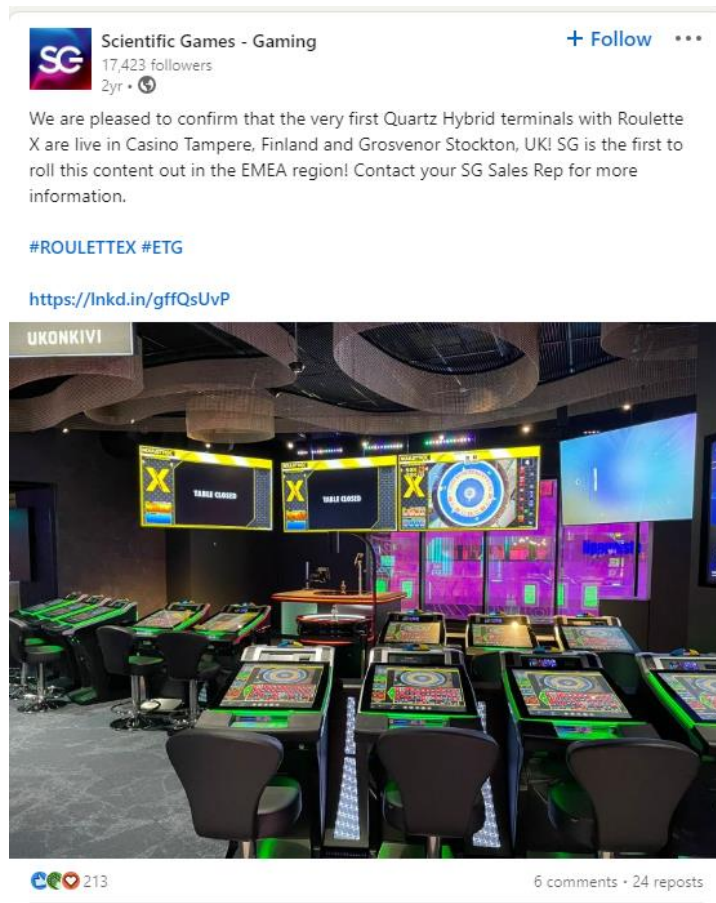 SG
Scientific Games - Gaming
17,423 followers
2yr •
+ Follow
We are pleased to confirm that the very first Quartz Hybrid terminals with Roulette
X are live in Casino Tampere, Finland and Grosvenor Stockton, UK! SG is the first to
roll this content out in the EMEA region! Contact your SG Sales Rep for more
information.
#ROULETTEX #ETG
https://lnkd.in/gffQsUvP
UKONKIVI
X
TABLE CLOSED
X
TABLE CLOSED
X
213
6 comments • 24 reposts